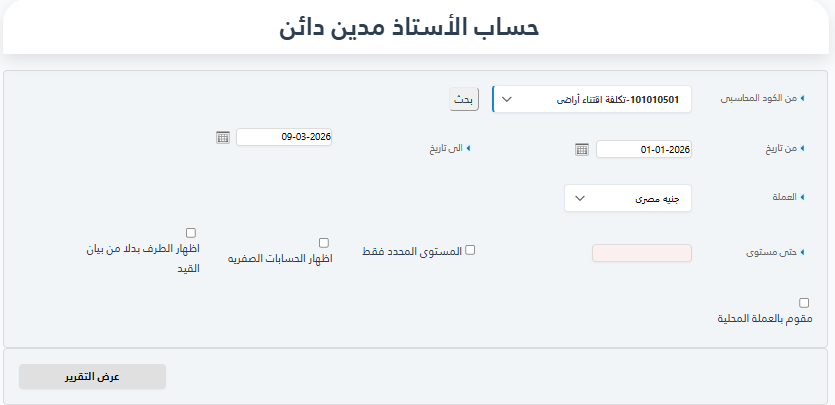 حساب الأستاذ مدين دائن
من الكود المحاسبى
101010501-تكلفة اقتناء أراضى
بحث
من تاريخ
01-01-2026
الى تاريخ
09-03-2026
العملة
جنيه مصرى
حتى مستوى
المستوى المحدد فقط
اظهار الحسابات الصفريه
اظهار الطرف بدلا من بيان
القيد
مقوم بالعملة المحلية
عرض التقرير